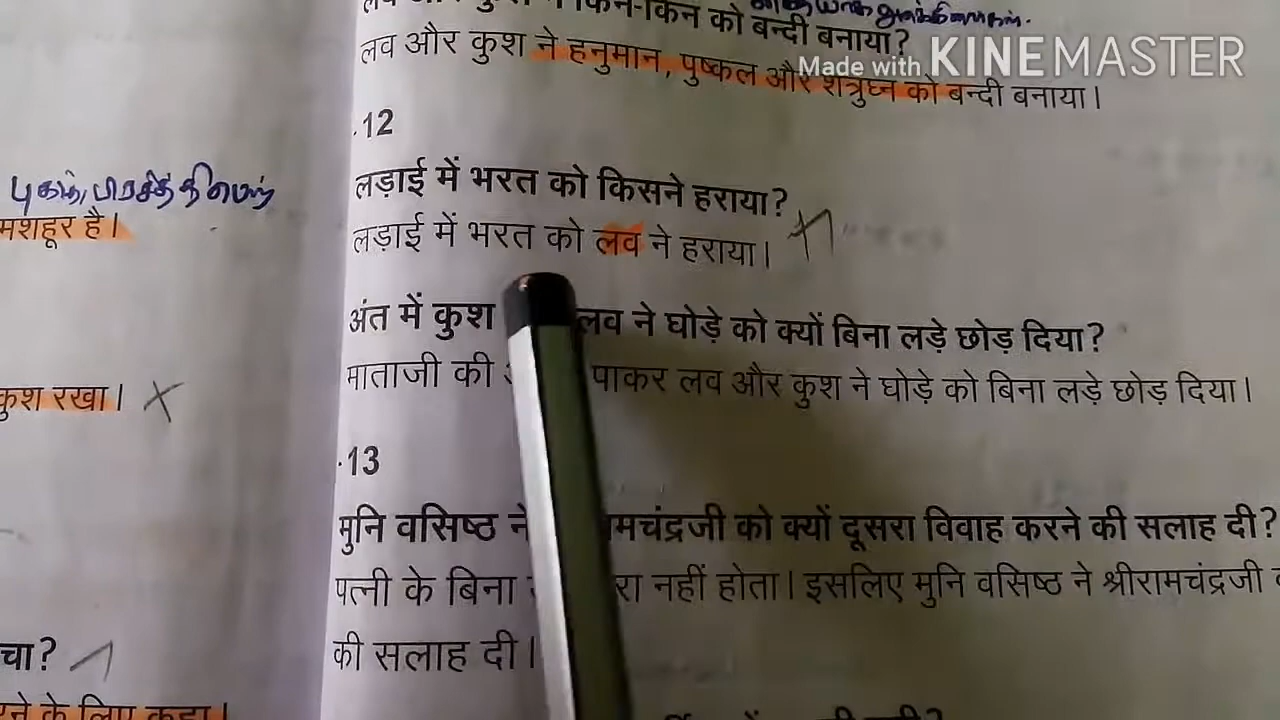 को बन्दी बनाया?
लव और कुश ने हनुमान, पुष्कल और शत्रुघ्न को बन्दी बनाया।
Made with KINEMASTER
.12
लड़ाई में भरत को किसने हराया?
लड़ाई में भरत को लव ने हराया।
मशहूर है।
अंत में कुश लव ने घोड़े को क्यों बिना लड़े छोड़ दिया?
माताजी की पाकर लव और कुश ने घोड़े को बिना लड़े छोड़ दिया।
कुश रखा।
.13
मुनि वसिष्ठ ने मचंद्रजी को क्यों दूसरा विवाह करने की सलाह दी?
पत्नी के बिना रा नहीं होता। इसलिए मुनि वसिष्ठ ने श्रीरामचंद्रजी
की सलाह दी।
चा?
रने के लिए कहा।